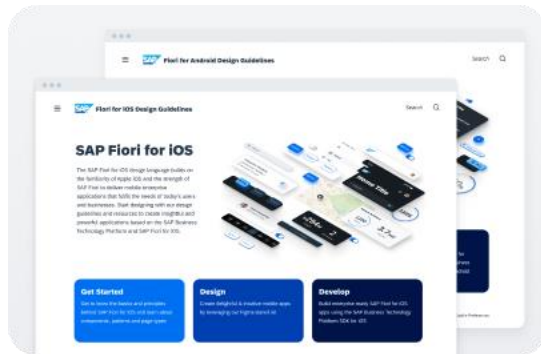 SAP Fiori for Android Design Guidelines
Search
SAP Fiori for iOS Design Guidelines
Search
SAP Fiori for iOS
The SAP Fiori for iOS design language builds on
the familiarity of Apple iOS and the strength of
SAP Fiori to deliver mobile enterprise
applications that fulfills the needs of today's users
and businesses. Start designing with our design
guidelines and resources to create insightful and
powerful applications based on the SAP Business
Technology Platform and SAP Fiori for iOS.
Home Title
Get Started
Get to know the basics and principles
behind SAP Fiori for iOS and learn about
components, patterns and page types
Design
Create delightful & intuitive mobile apps
by leveraging our Figma stencil kit
Develop
Build enterprise ready SAP Fiori for iOS
apps using the SAP Business Technology
Platform SDK for iOS